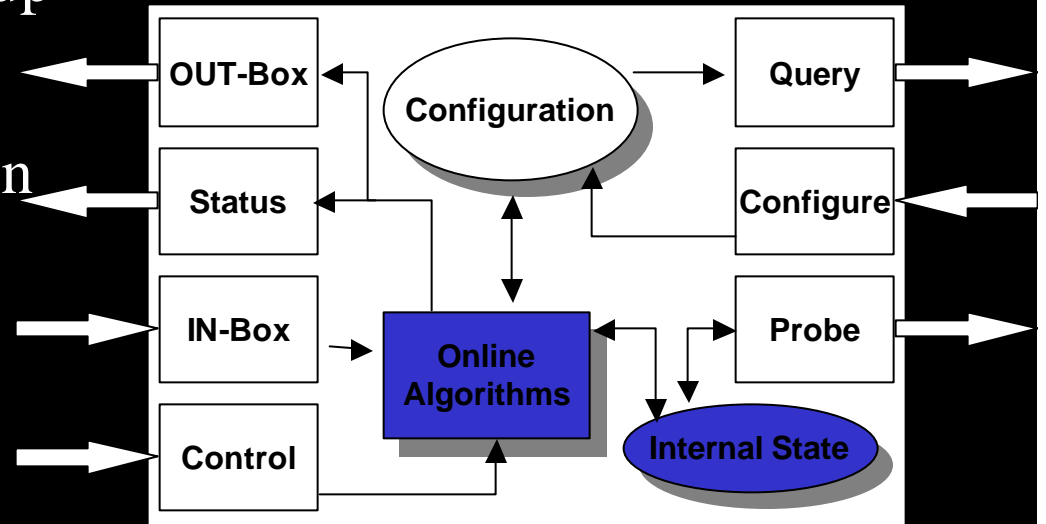 OUT-Box
Configuration
Query
n
Status
Configure
IN-Box
Online
Algorithms
Probe
Control
Internal State